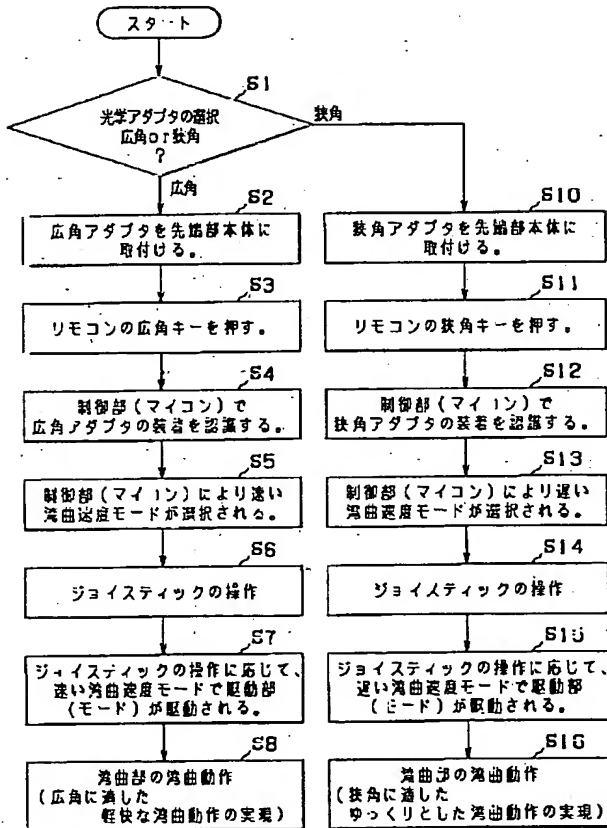 スタート
S1
光学アダプタの選択
広角or狭角
?
狭角
広角
S2
広角アダプタを先端部本体に
取付ける。
S3
リモコンの広角キーを押す。
S4
制御部(マイコン)で
広角アダプタの装着を認識する。
S5
制御部(マイコン)により速い
湾曲速度モードが選択される。
S6
ジョイスティックの操作
S7
ジョイスティックの操作に応じて、
速い湾曲速度モードで駆動部
(モード)が駆動される。
S8
湾曲部の湾曲動作
(広角に適した
軽快な湾曲動作の実現)
S10
狭角アダプタを先端部本体に
取付ける。
S11
リモコンの狭角キーを押す。
S12
制御部(マイコン)で
狭角アダプタの装着を認識する。
S13
制御部(マイコン)により遅い
湾曲速度モードが選択される。
S14
ジョイスティックの操作
S15
ジョイスティックの操作に応じて、
遅い湾曲速度モードで駆動部
(モード)が駆動される。
S16
湾曲部の湾曲動作
(狭角に適した
ゆっくりとした湾曲動作の実現)